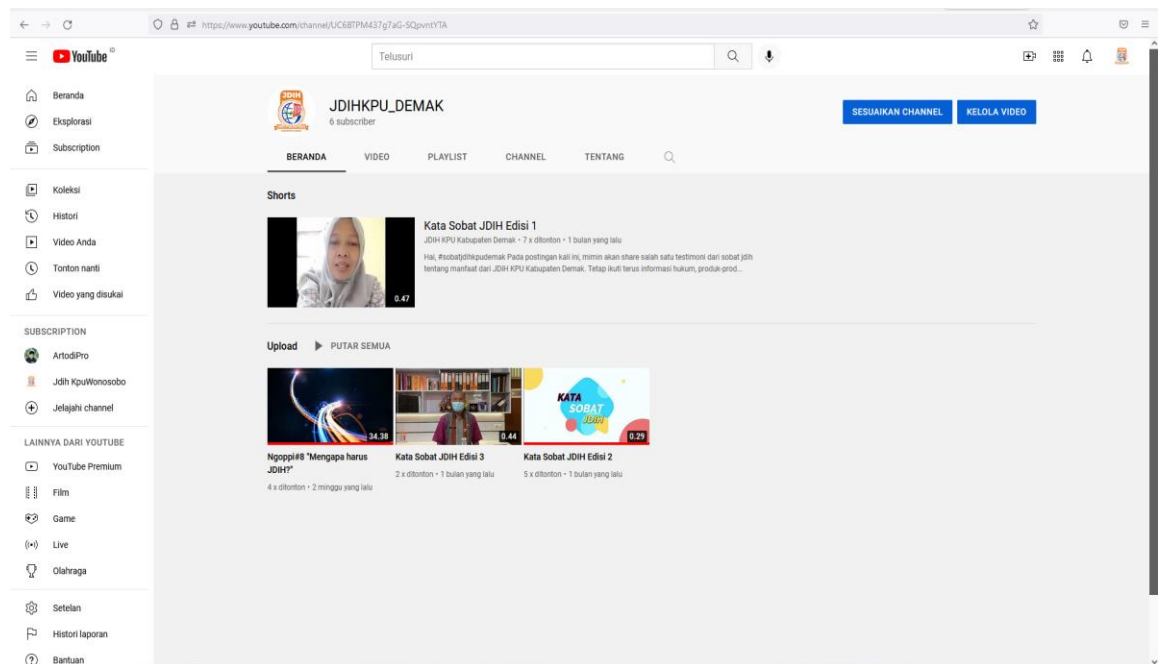 https://www.youtube.com/channel/UC6BTPM437g7aG-SQpvntYTA
YouTube ID
Telusuri
Beranda
Eksplorasi
Subscription
Koleksi
Histori
Video Anda
Tonton nanti
Video yang disukai
SUBSCRIPTION
ArtodiPro
Jdih KpuWonosobo
Jelajahi channel
LAINNYA DARI YOUTUBE
YouTube Premium
Film
Game
Live
Olahraga
Setelan
Histori laporan
Bantuan
JDIH
JDIHKPU_DEMAK
6 subscriber
SESUAIKAN CHANNEL
KELOLA VIDEO
BERANDA VIDEO PLAYLIST CHANNEL TENTANG
Shorts
0.47
Kata Sobat JDIH Edisi 1
JDIH KPU Kabupaten Demak • 7 x ditonton • 1 bulan yang lalu
Hai, #sobatjdihkpudemak Pada postingan kali ini, mimin akan share salah satu testimoni dari sobat jdih
tentang manfaat dari JDIH KPU Kabupaten Demak. Tetap ikuti terus informasi hukum, produk-prod...
Upload PUTAR SEMUA
34.38
Ngoppi#8 "Mengapa harus
JDIH?"
4 x ditonton • 2 minggu yang lalu
0.44
Kata Sobat JDIH Edisi 3
2 x ditonton • 1 bulan yang lalu
KATA
SOBAT
JDIH
0.29
Kata Sobat JDIH Edisi 2
5 x ditonton • 1 bulan yang lalu